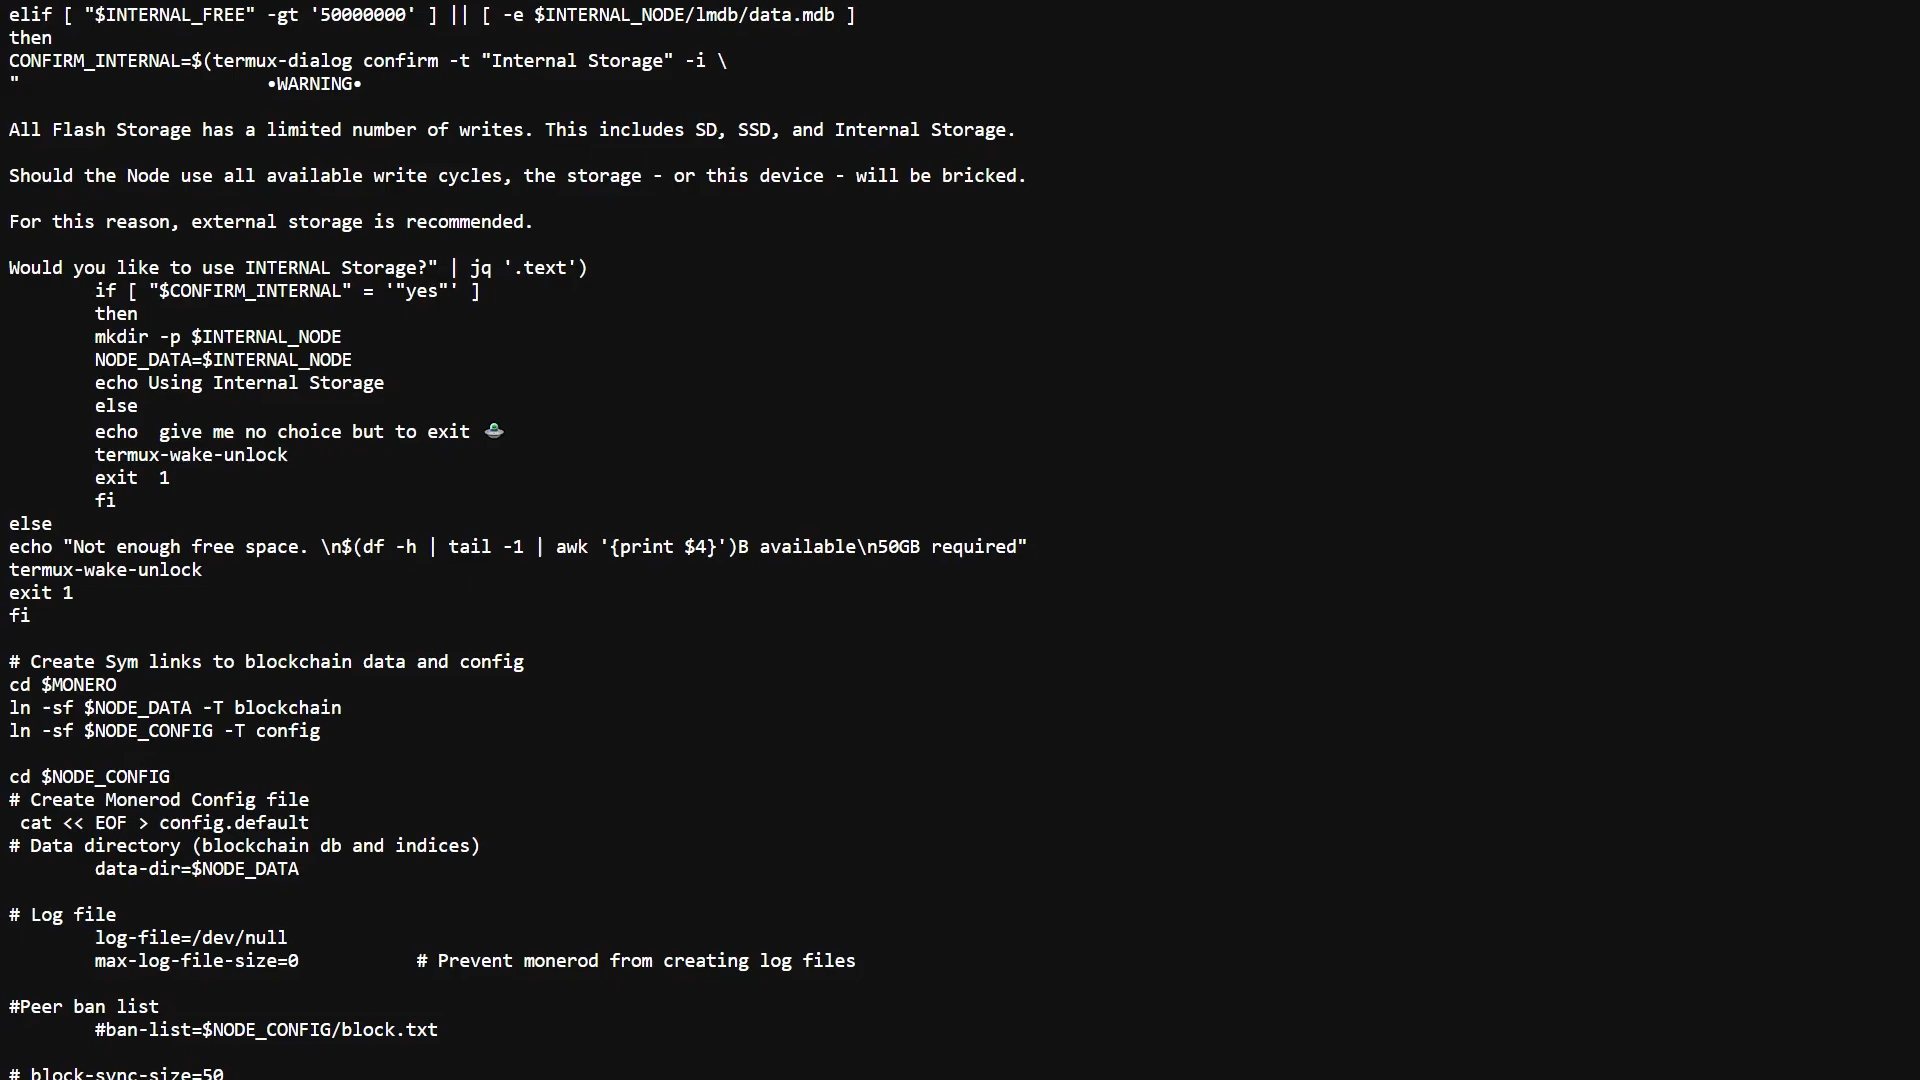 elif [ "$INTERNAL_FREE" -gt '50000000' ] || [ -e $INTERNAL_NODE/lmdb/data.mdb ]
then
CONFIRM_INTERNAL=$(termux-dialog confirm -t "Internal Storage" -i \
"                       •WARNING•

All Flash Storage has a limited number of writes. This includes SD, SSD, and Internal Storage.

Should the Node use all available write cycles, the storage - or this device - will be bricked.

For this reason, external storage is recommended.

Would you like to use INTERNAL Storage?" | jq '.text')
        if [ "$CONFIRM_INTERNAL" = '"yes"' ]
        then
        mkdir -p $INTERNAL_NODE
        NODE_DATA=$INTERNAL_NODE
        echo Using Internal Storage
        else
        echo  give me no choice but to exit 🛸
        termux-wake-unlock
        exit  1
        fi
else
echo "Not enough free space. \n$(df -h | tail -1 | awk '{print $4}')B available\n50GB required"
termux-wake-unlock
exit 1
fi

# Create Sym links to blockchain data and config
cd $MONERO
ln -sf $NODE_DATA -T blockchain
ln -sf $NODE_CONFIG -T config

cd $NODE_CONFIG
# Create Monerod Config file
 cat << EOF > config.default
# Data directory (blockchain db and indices)
        data-dir=$NODE_DATA

# Log file
        log-file=/dev/null
        max-log-file-size=0           # Prevent monerod from creating log files

#Peer ban list
        #ban-list=$NODE_CONFIG/block.txt

# block-sync-size=50